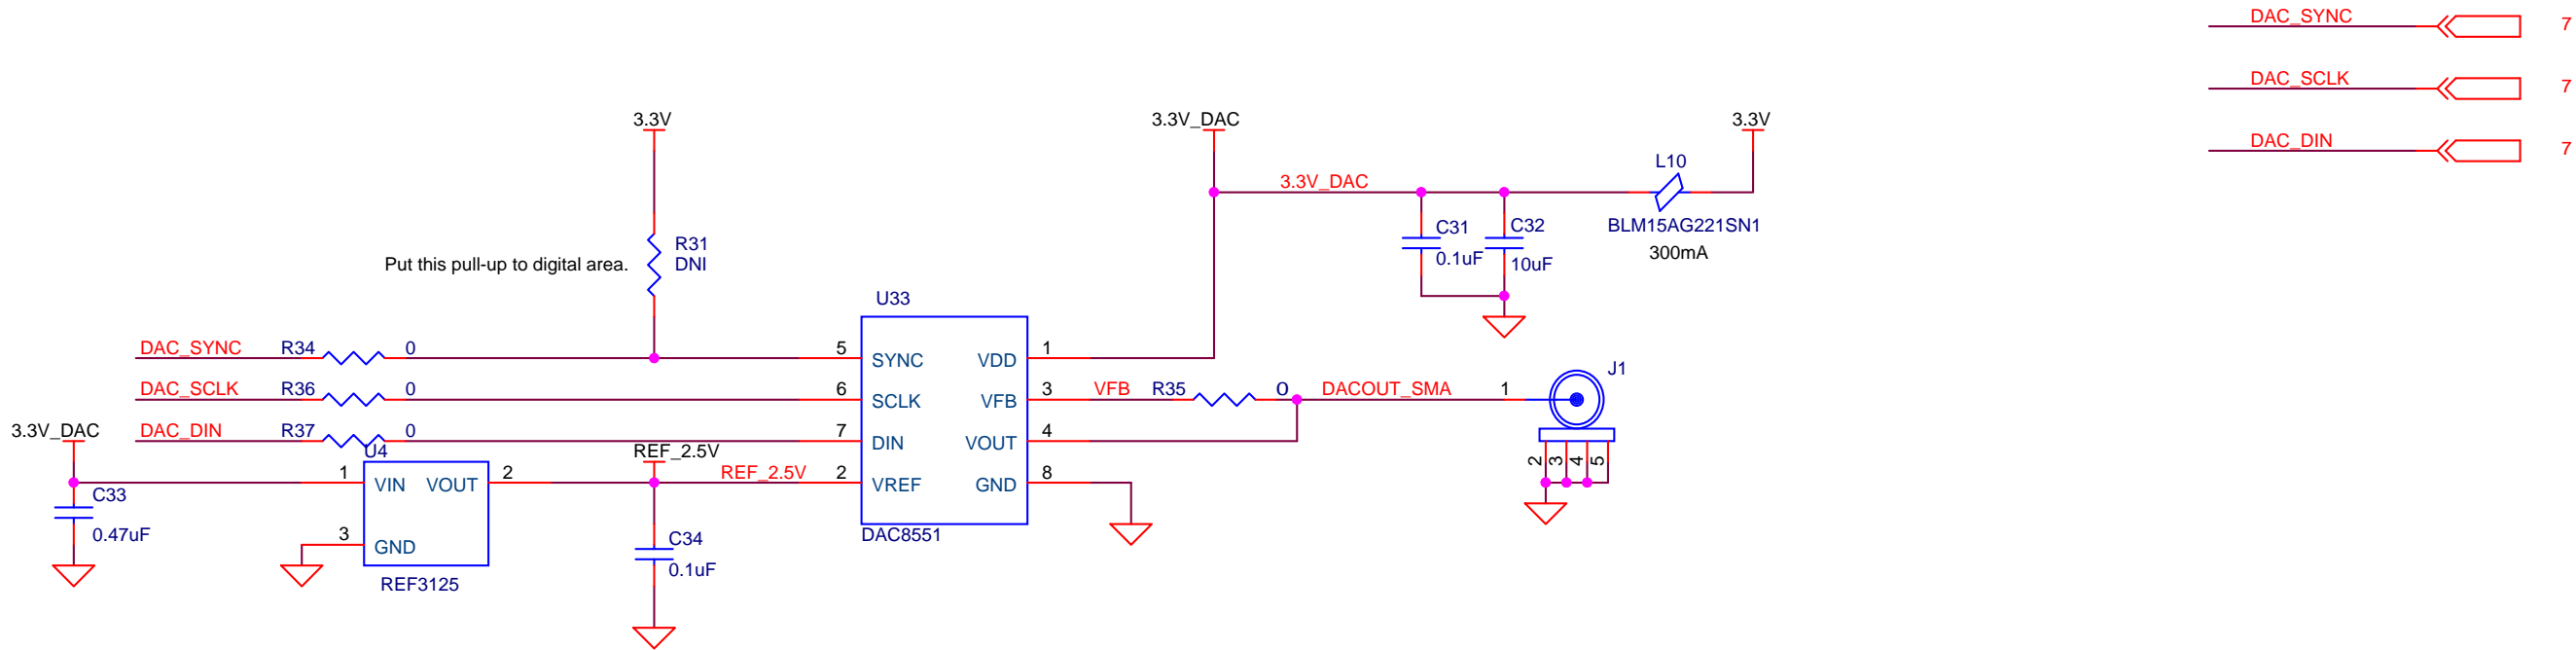 DAC_SYNC 7
DAC_SCLK 7
DAC_DIN 7
3.3V
3.3V_DAC
3.3V
L10
3.3V_DAC
BLM15AG221SN1
300mA
C31
0.1uF
C32
10uF
R31
DNI
Put this pull-up to digital area.
U33
DAC_SYNC R34 0 5 SYNC VDD 1
DAC_SCLK R36 0 6 SCLK VFB 3 VFB R35 0 DACOUT_SMA 1 J1
DAC_DIN R37 0 7 DIN VOUT 4
REF_2.5V REF_2.5V 2 VREF GND 8
DAC8551
2 3 4 5
3.3V_DAC
C33
0.47uF
U4
1 VIN VOUT 2
3 GND
REF3125
C34
0.1uF